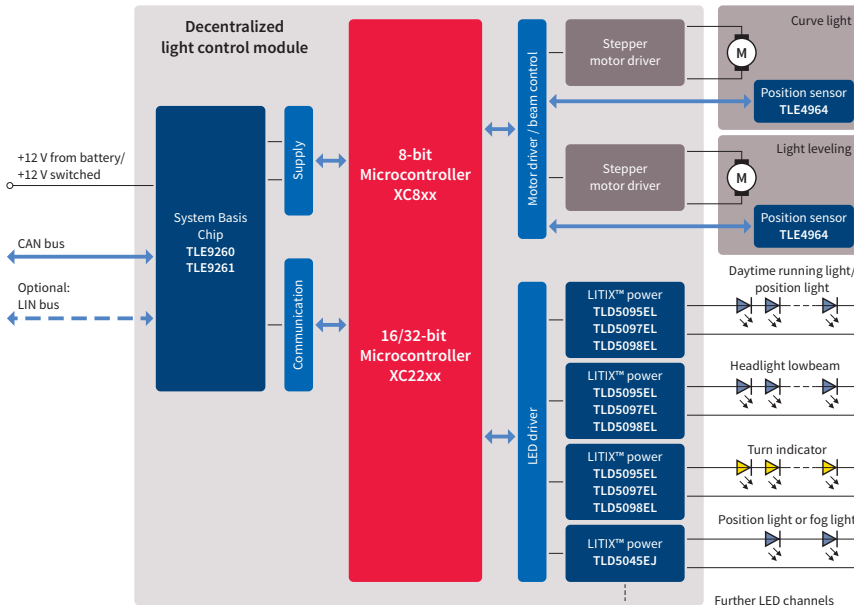 Decentralized
light control module
+12 V from battery/
+12 V switched
CAN bus
Optional:
LIN bus
System Basis
Chip
TLE9260
TLE9261
Supply
Communication
8-bit
Microcontroller
XC8xx
16/32-bit
Microcontroller
XC22xx
Motor driver / beam control
LED driver
Stepper
motor driver
Curve light
M
Position sensor
TLE4964
Stepper
motor driver
Light leveling
M
Position sensor
TLE4964
LITIX™ power
TLD5095EL
TLD5097EL
TLD5098EL
Daytime running light/
position light
LITIX™ power
TLD5095EL
TLD5097EL
TLD5098EL
Headlight lowbeam
LITIX™ power
TLD5095EL
TLD5097EL
TLD5098EL
Turn indicator
LITIX™ power
TLD5045EJ
Position light or fog light
Further LED channels